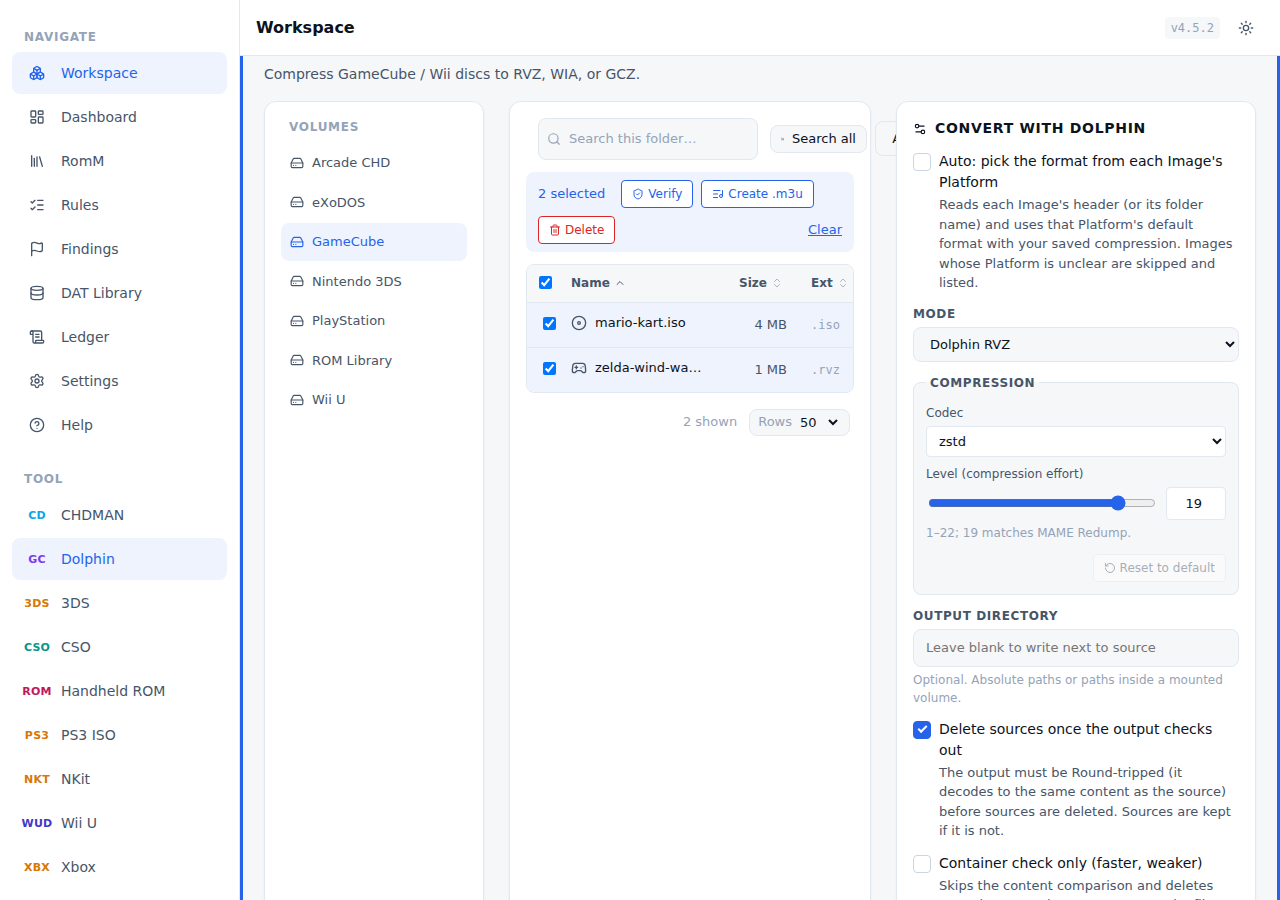 NAVIGATE
Workspace
Dashboard
RomM
Rules
Findings
DAT Library
Ledger
Settings
Help
TOOL
CD CHDMAN
GC Dolphin
3DS 3DS
CSO CSO
ROM Handheld ROM
PS3 PS3 ISO
NKT NKit
WUD Wii U
XBX Xbox
Workspace
v4.5.2
Compress GameCube / Wii discs to RVZ, WIA, or GCZ.
VOLUMES
Arcade CHD
eXoDOS
GameCube
Nintendo 3DS
PlayStation
ROM Library
Wii U
Search this folder…
Search all
2 selected
Verify
Create .m3u
Delete
Clear
Name Size Ext
mario-kart.iso 4 MB .iso
zelda-wind-wa… 1 MB .rvz
2 shown
Rows 50
CONVERT WITH DOLPHIN
Auto: pick the format from each Image's
Platform
Reads each Image's header (or its folder
name) and uses that Platform's default
format with your saved compression. Images
whose Platform is unclear are skipped and
listed.
MODE
Dolphin RVZ
COMPRESSION
Codec
zstd
Level (compression effort)
19
1–22; 19 matches MAME Redump.
Reset to default
OUTPUT DIRECTORY
Leave blank to write next to source
Optional. Absolute paths or paths inside a mounted
volume.
Delete sources once the output checks
out
The output must be Round-tripped (it
decodes to the same content as the source)
before sources are deleted. Sources are kept
if it is not.
Container check only (faster, weaker)
Skips the content comparison and deletes